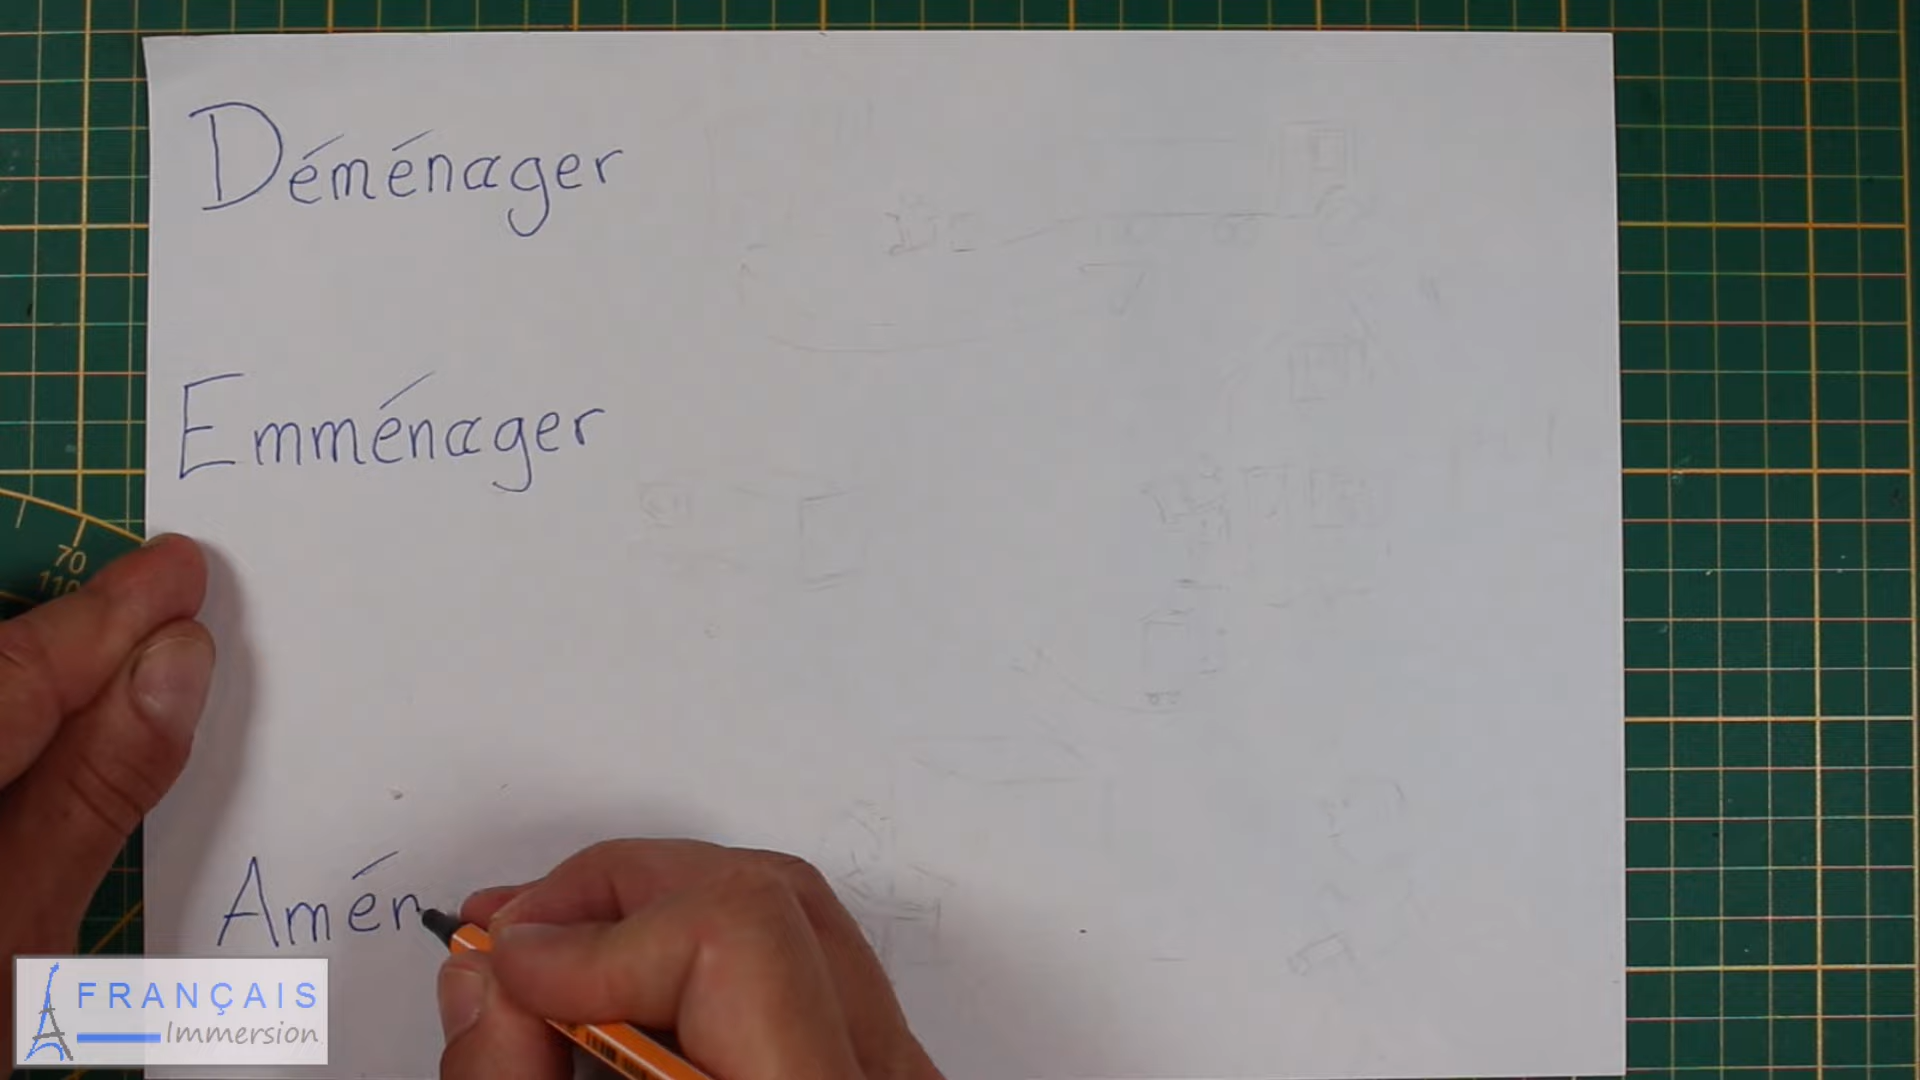 Déménager
Emménager
70
110
Amén
FRANÇAIS
Immersion